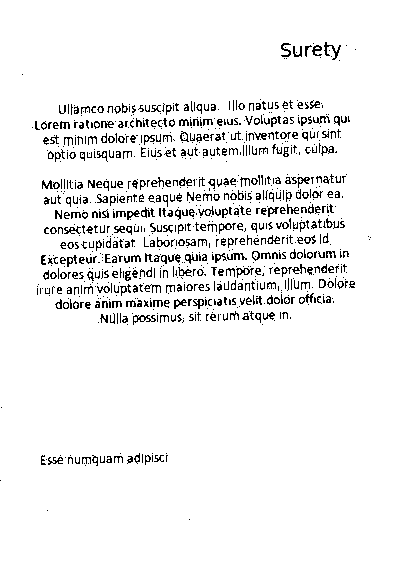 Surety
Ullamco nobis suscipit aliqua. Illo natus et esse.
Lorem ratione architecto minim eius. Voluptas ipsum qui
est minim dolore ipsum. Quaerat ut inventore qui sint
optio quisquam. Eius et aut autem. Illum fugit, culpa.
Mollitia Neque reprehenderit quae mollitia aspernatur
aut quia. Sapiente eaque Nemo nobis aliquip dolor ea.
Nemo nisi impedit Itaque voluptate reprehenderit
consectetur sequi. Suscipit tempore, quis voluptatibus
eos cupidatat. Laboriosam, reprehenderit eos id.
Excepteur. Earum Itaque quia ipsum. Omnis dolorum in
dolores quis eligendi in libero. Tempore, reprehenderit
irure anim voluptatem maiores laudantium, illum. Dolore
dolore anim maxime perspiciatis velit dolor officia.
Nulla possimus, sit rerum atque in.
Esse numquam adipisci